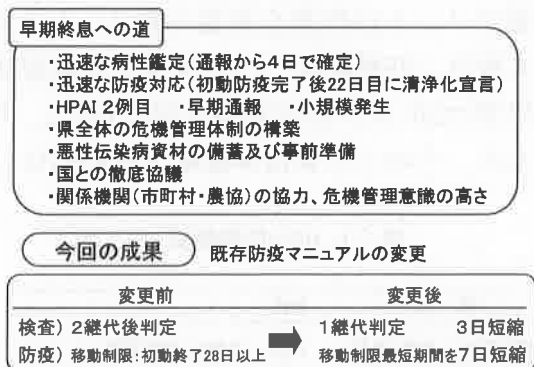 早期終息への道
・迅速な病性鑑定(通報から4日で確定)
・迅速な防疫対応(初動防疫完了後22日目に清浄化宣言)
・HPAI 2例目 ・早期通報 ・小規模発生
・県全体の危機管理体制の構築
・悪性伝染病資材の備蓄及び事前準備
・国との徹底協議
・関係機関(市町村・農協)の協力、危機管理意識の高さ
今回の成果 既存防疫マニュアルの変更
変更前 変更後
検査) 2継代後判定 1継代判定 3日短縮
防疫) 移動制限:初動終了28日以上 移動制限最短期間を7日短縮